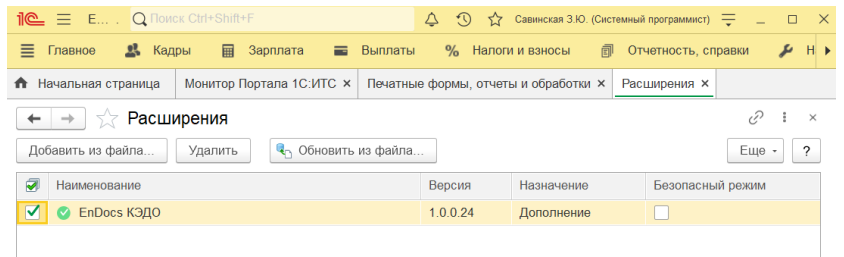 1С Е... . Поиск Ctrl+Shift+F Савинская З.Ю. (Системный программист)
Главное Кадры Зарплата Выплаты % Налоги и взносы Отчетность, справки Н
Начальная страница Монитор Портала 1С:ИТС × Печатные формы, отчеты и обработки × Расширения ×
Расширения
Добавить из файла... Удалить Обновить из файла... Еще ?
Наименование Версия Назначение Безопасный режим
EnDocs КЭДО 1.0.0.24 Дополнение